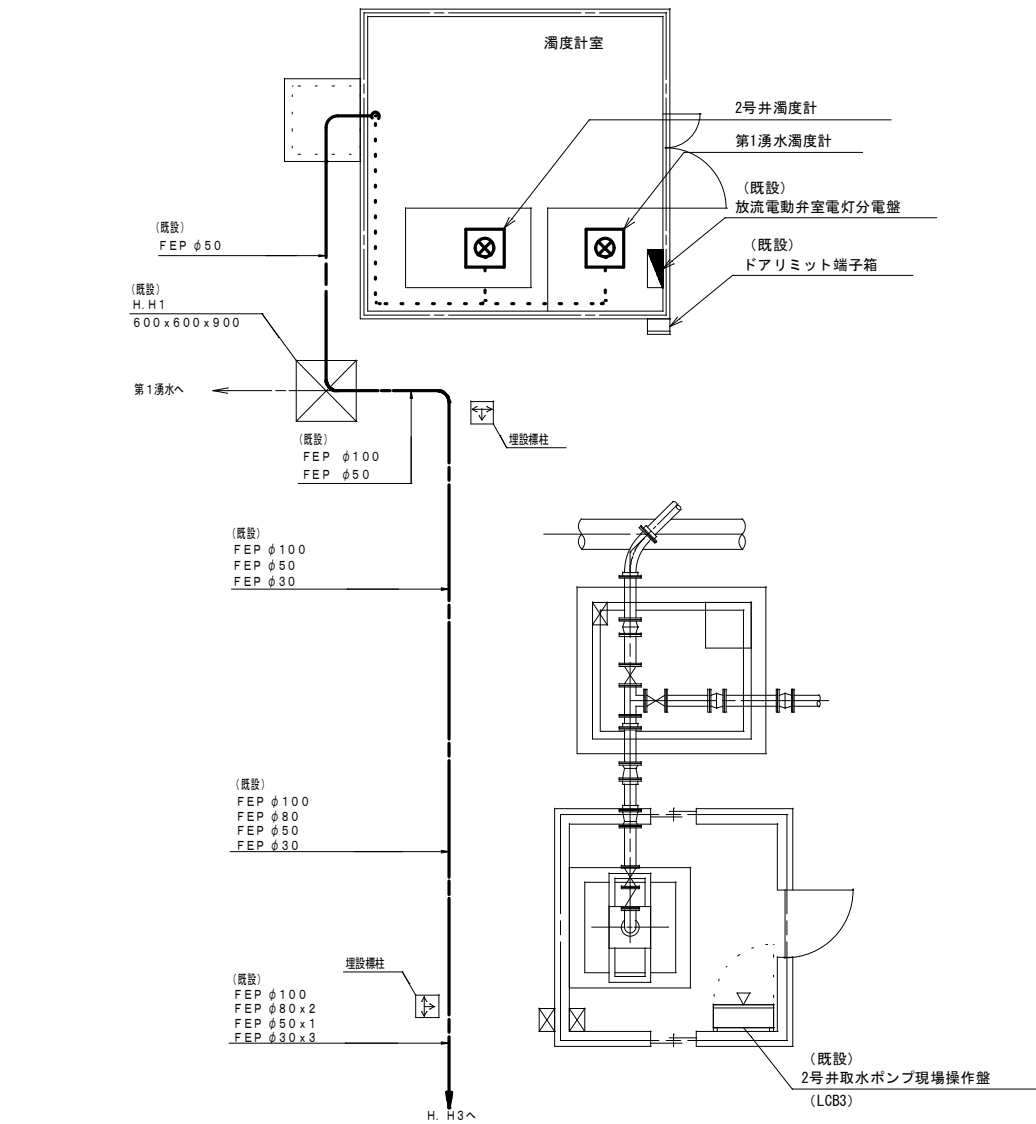 濁度計室
2号井濁度計
第1湧水濁度計
(既設)
放流電動弁室電灯分電盤
(既設)
ドアリミット端子箱
(既設)
FEP φ50
(既設)
H.H1
600x600x900
第1湧水へ
(既設)
FEP φ100
FEP φ50
埋設標柱
(既設)
FEP φ100
FEP φ50
FEP φ30
(既設)
FEP φ100
FEP φ80
FEP φ50
FEP φ30
埋設標柱
(既設)
FEP φ100
FEP φ80x2
FEP φ50x1
FEP φ30x3
H. H3へ
(既設)
2号井取水ポンプ現場操作盤
(LCB3)